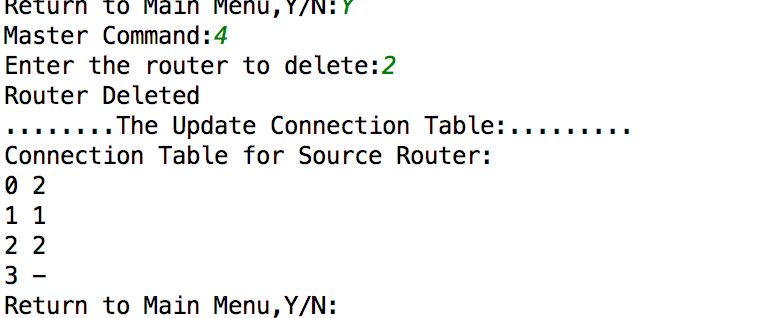 Return to Main Menu,Y/N:Y
Master Command:4
Enter the router to delete:2
Router Deleted
........The Update Connection Table:.........
Connection Table for Source Router:
0 2
1 1
2 2
3 –
Return to Main Menu,Y/N: